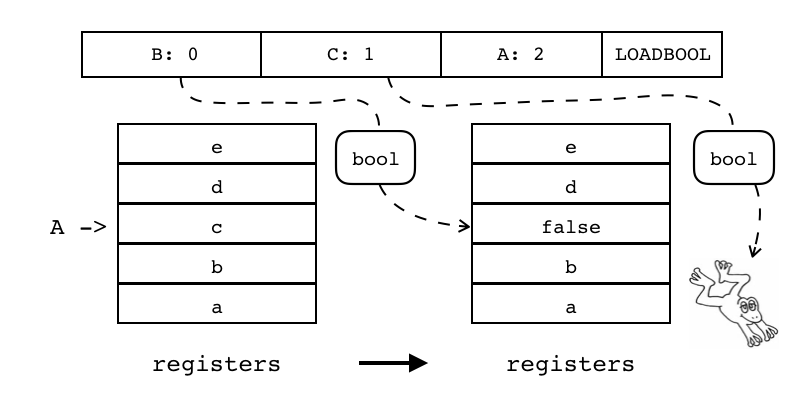 B: 0 C: 1 A: 2 LOADBOOL
e bool e bool
d d
A -> c false
b b
a a
registers registers